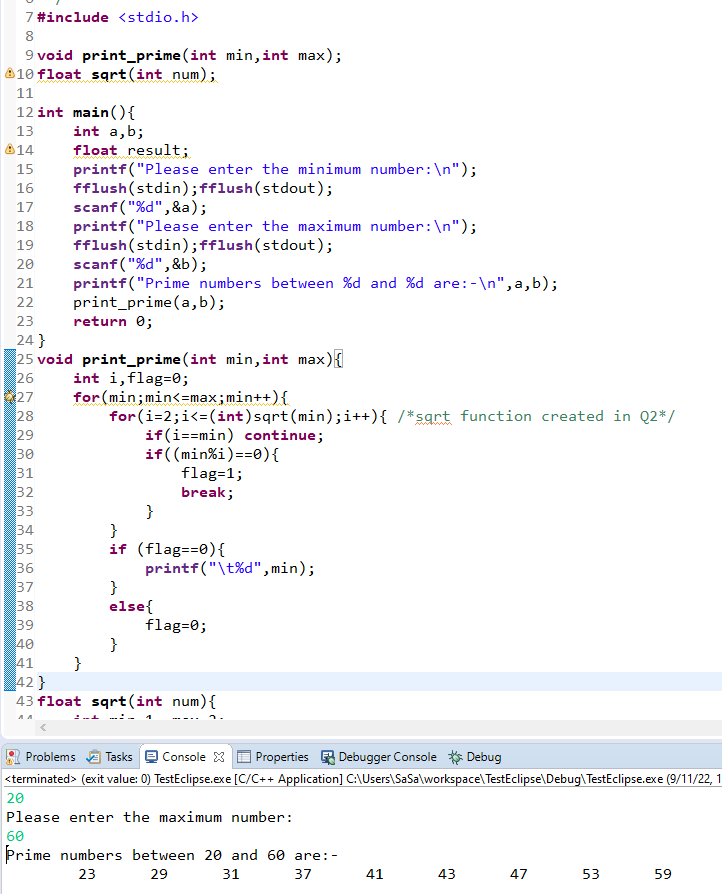 7 #include <stdio.h>
8
9 void print_prime(int min,int max);
10 float sqrt(int num);
11
12 int main(){
13     int a,b;
14     float result;
15     printf("Please enter the minimum number:\n");
16     fflush(stdin);fflush(stdout);
17     scanf("%d",&a);
18     printf("Please enter the maximum number:\n");
19     fflush(stdin);fflush(stdout);
20     scanf("%d",&b);
21     printf("Prime numbers between %d and %d are:-\n",a,b);
22     print_prime(a,b);
23     return 0;
24 }
25 void print_prime(int min,int max){
26     int i,flag=0;
27     for(min;min<=max;min++){
28         for(i=2;i<=(int)sqrt(min);i++){ /*sqrt function created in Q2*/
29             if(i==min) continue;
30             if((min%i)==0){
31                 flag=1;
32                 break;
33             }
34         }
35         if (flag==0){
36             printf("\t%d",min);
37         }
38         else{
39             flag=0;
40         }
41     }
42 }
43 float sqrt(int num){
Problems Tasks Console Properties Debugger Console Debug
<terminated> (exit value: 0) TestEclipse.exe [C/C++ Application] C:\Users\SaSa\workspace\TestEclipse\Debug\TestEclipse.exe (9/11/22, 1
20
Please enter the maximum number:
60
Prime numbers between 20 and 60 are:-
23 29 31 37 41 43 47 53 59